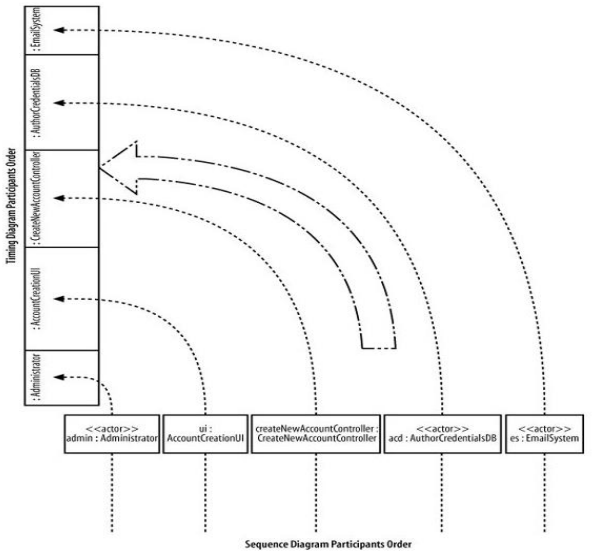 Timing Diagram Participants Order
: EmailSystem
: AuthorCredentialsDB
: CreateNewAccountController
: AccountCreationUI
: Administrator
<<actor>>
admin : Administrator
ui :
AccountCreationUI
createNewAccountController :
CreateNewAccountController
<<actor>>
acd : AuthorCredentialsDB
<<actor>>
es : EmailSystem
Sequence Diagram Participants Order